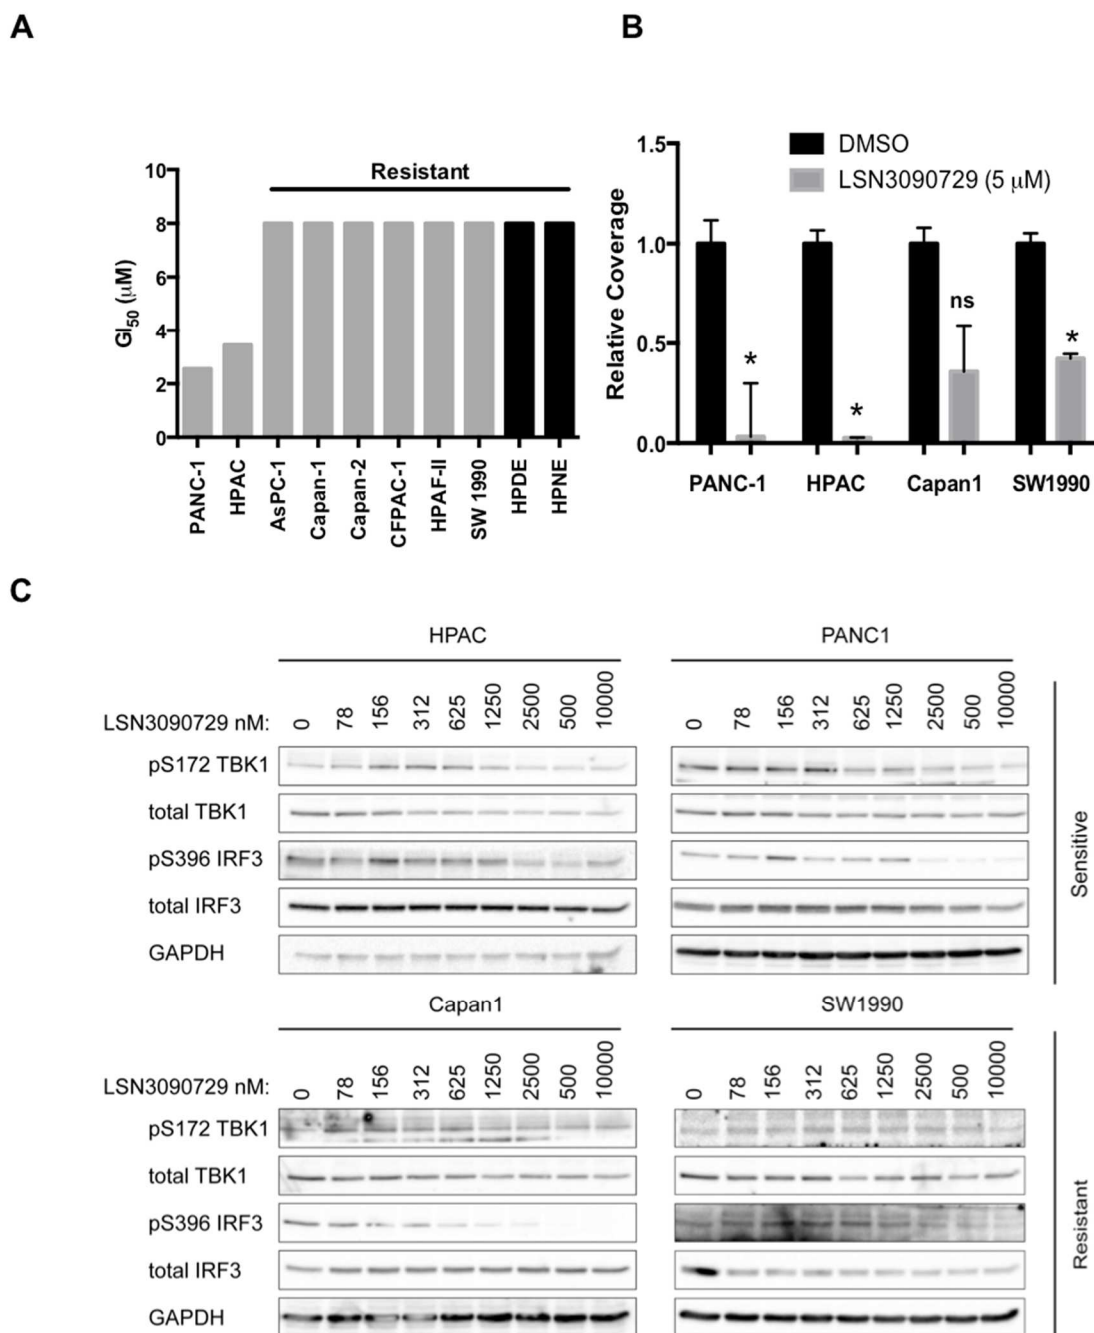 A
Resistant
GI50 (μM)
10
8
6
4
2
0
PANC-1
HPAC
AsPC-1
Capan-1
Capan-2
CFPAC-1
HPAF-II
SW 1990
HPDE
HPNE
B
DMSO
LSN3090729 (5 μM)
Relative Coverage
1.5
1.0
0.5
0.0
*
*
ns
*
PANC-1
HPAC
Capan1
SW1990
C
HPAC
PANC1
LSN3090729 nM: 0 78 156 312 625 1250 2500 500 10000
0 78 156 312 625 1250 2500 500 10000
pS172 TBK1
total TBK1
pS396 IRF3
total IRF3
GAPDH
Sensitive
Capan1
SW1990
LSN3090729 nM: 0 78 156 312 625 1250 2500 500 10000
0 78 156 312 625 1250 2500 500 10000
pS172 TBK1
total TBK1
pS396 IRF3
total IRF3
GAPDH
Resistant